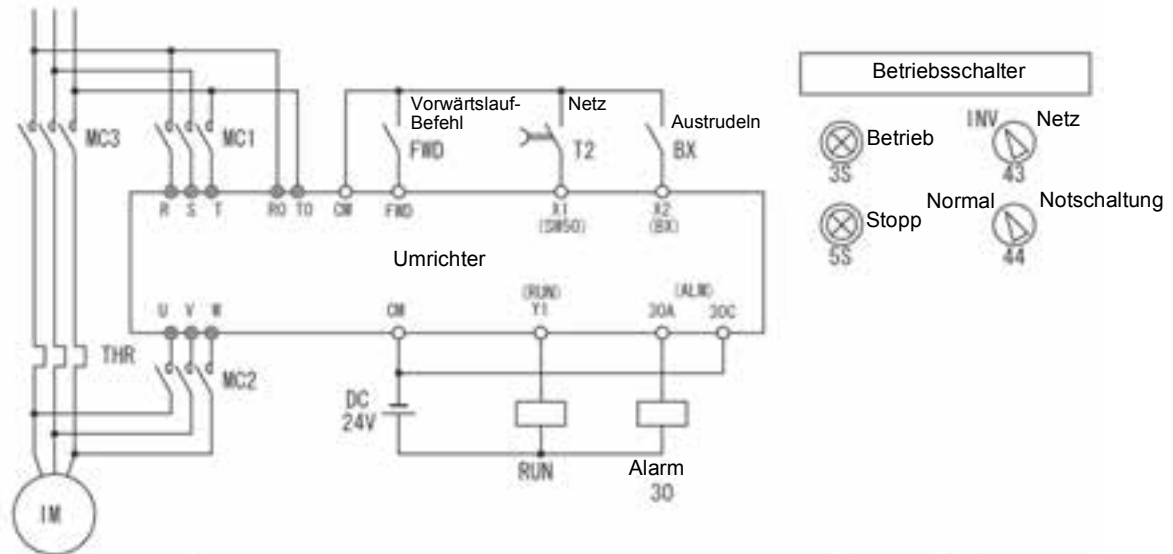 Betriebsschalter
MC3
MC1
Vorwärtslauf-
Befehl
FWD
Netz
T2
Austrudeln
BX
R S T R0 T0 CM FWD X1 X2
(SW50) (BX)
Umrichter
U V W CM (RUN) Y1 30A (ALM) 30C
THR
MC2
DC
24V
RUN
Alarm
30
IM
INV Netz
Betrieb
3S
43
Normal Notschaltung
Stopp
5S
44